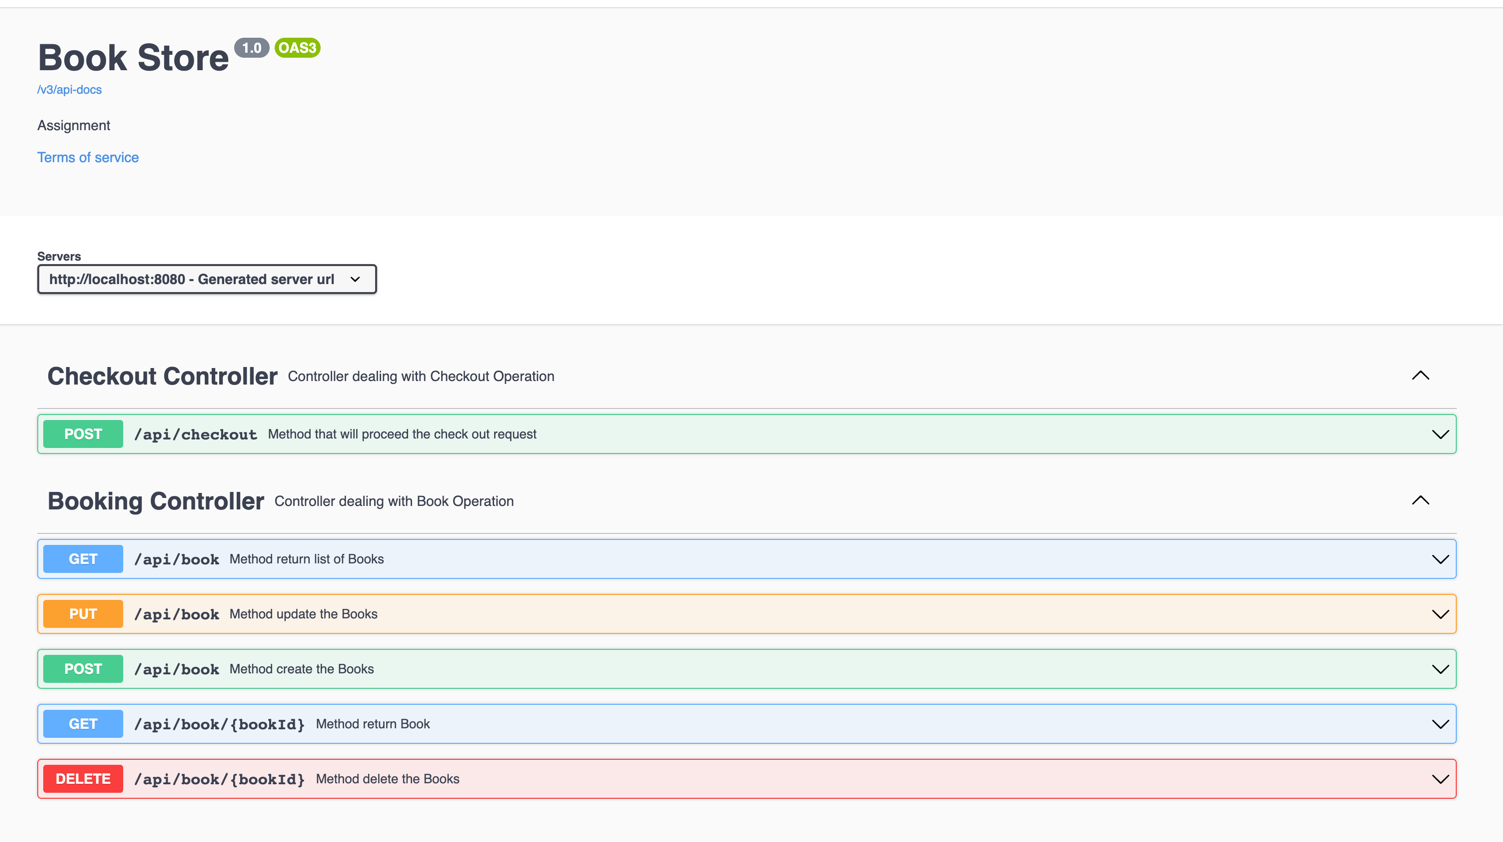 Book Store 1.0 OAS3
/v3/api-docs
Assignment
Terms of service
Servers
http://localhost:8080 - Generated server url
Checkout Controller Controller dealing with Checkout Operation
POST /api/checkout Method that will proceed the check out request
Booking Controller Controller dealing with Book Operation
GET /api/book Method return list of Books
PUT /api/book Method update the Books
POST /api/book Method create the Books
GET /api/book/{bookId} Method return Book
DELETE /api/book/{bookId} Method delete the Books